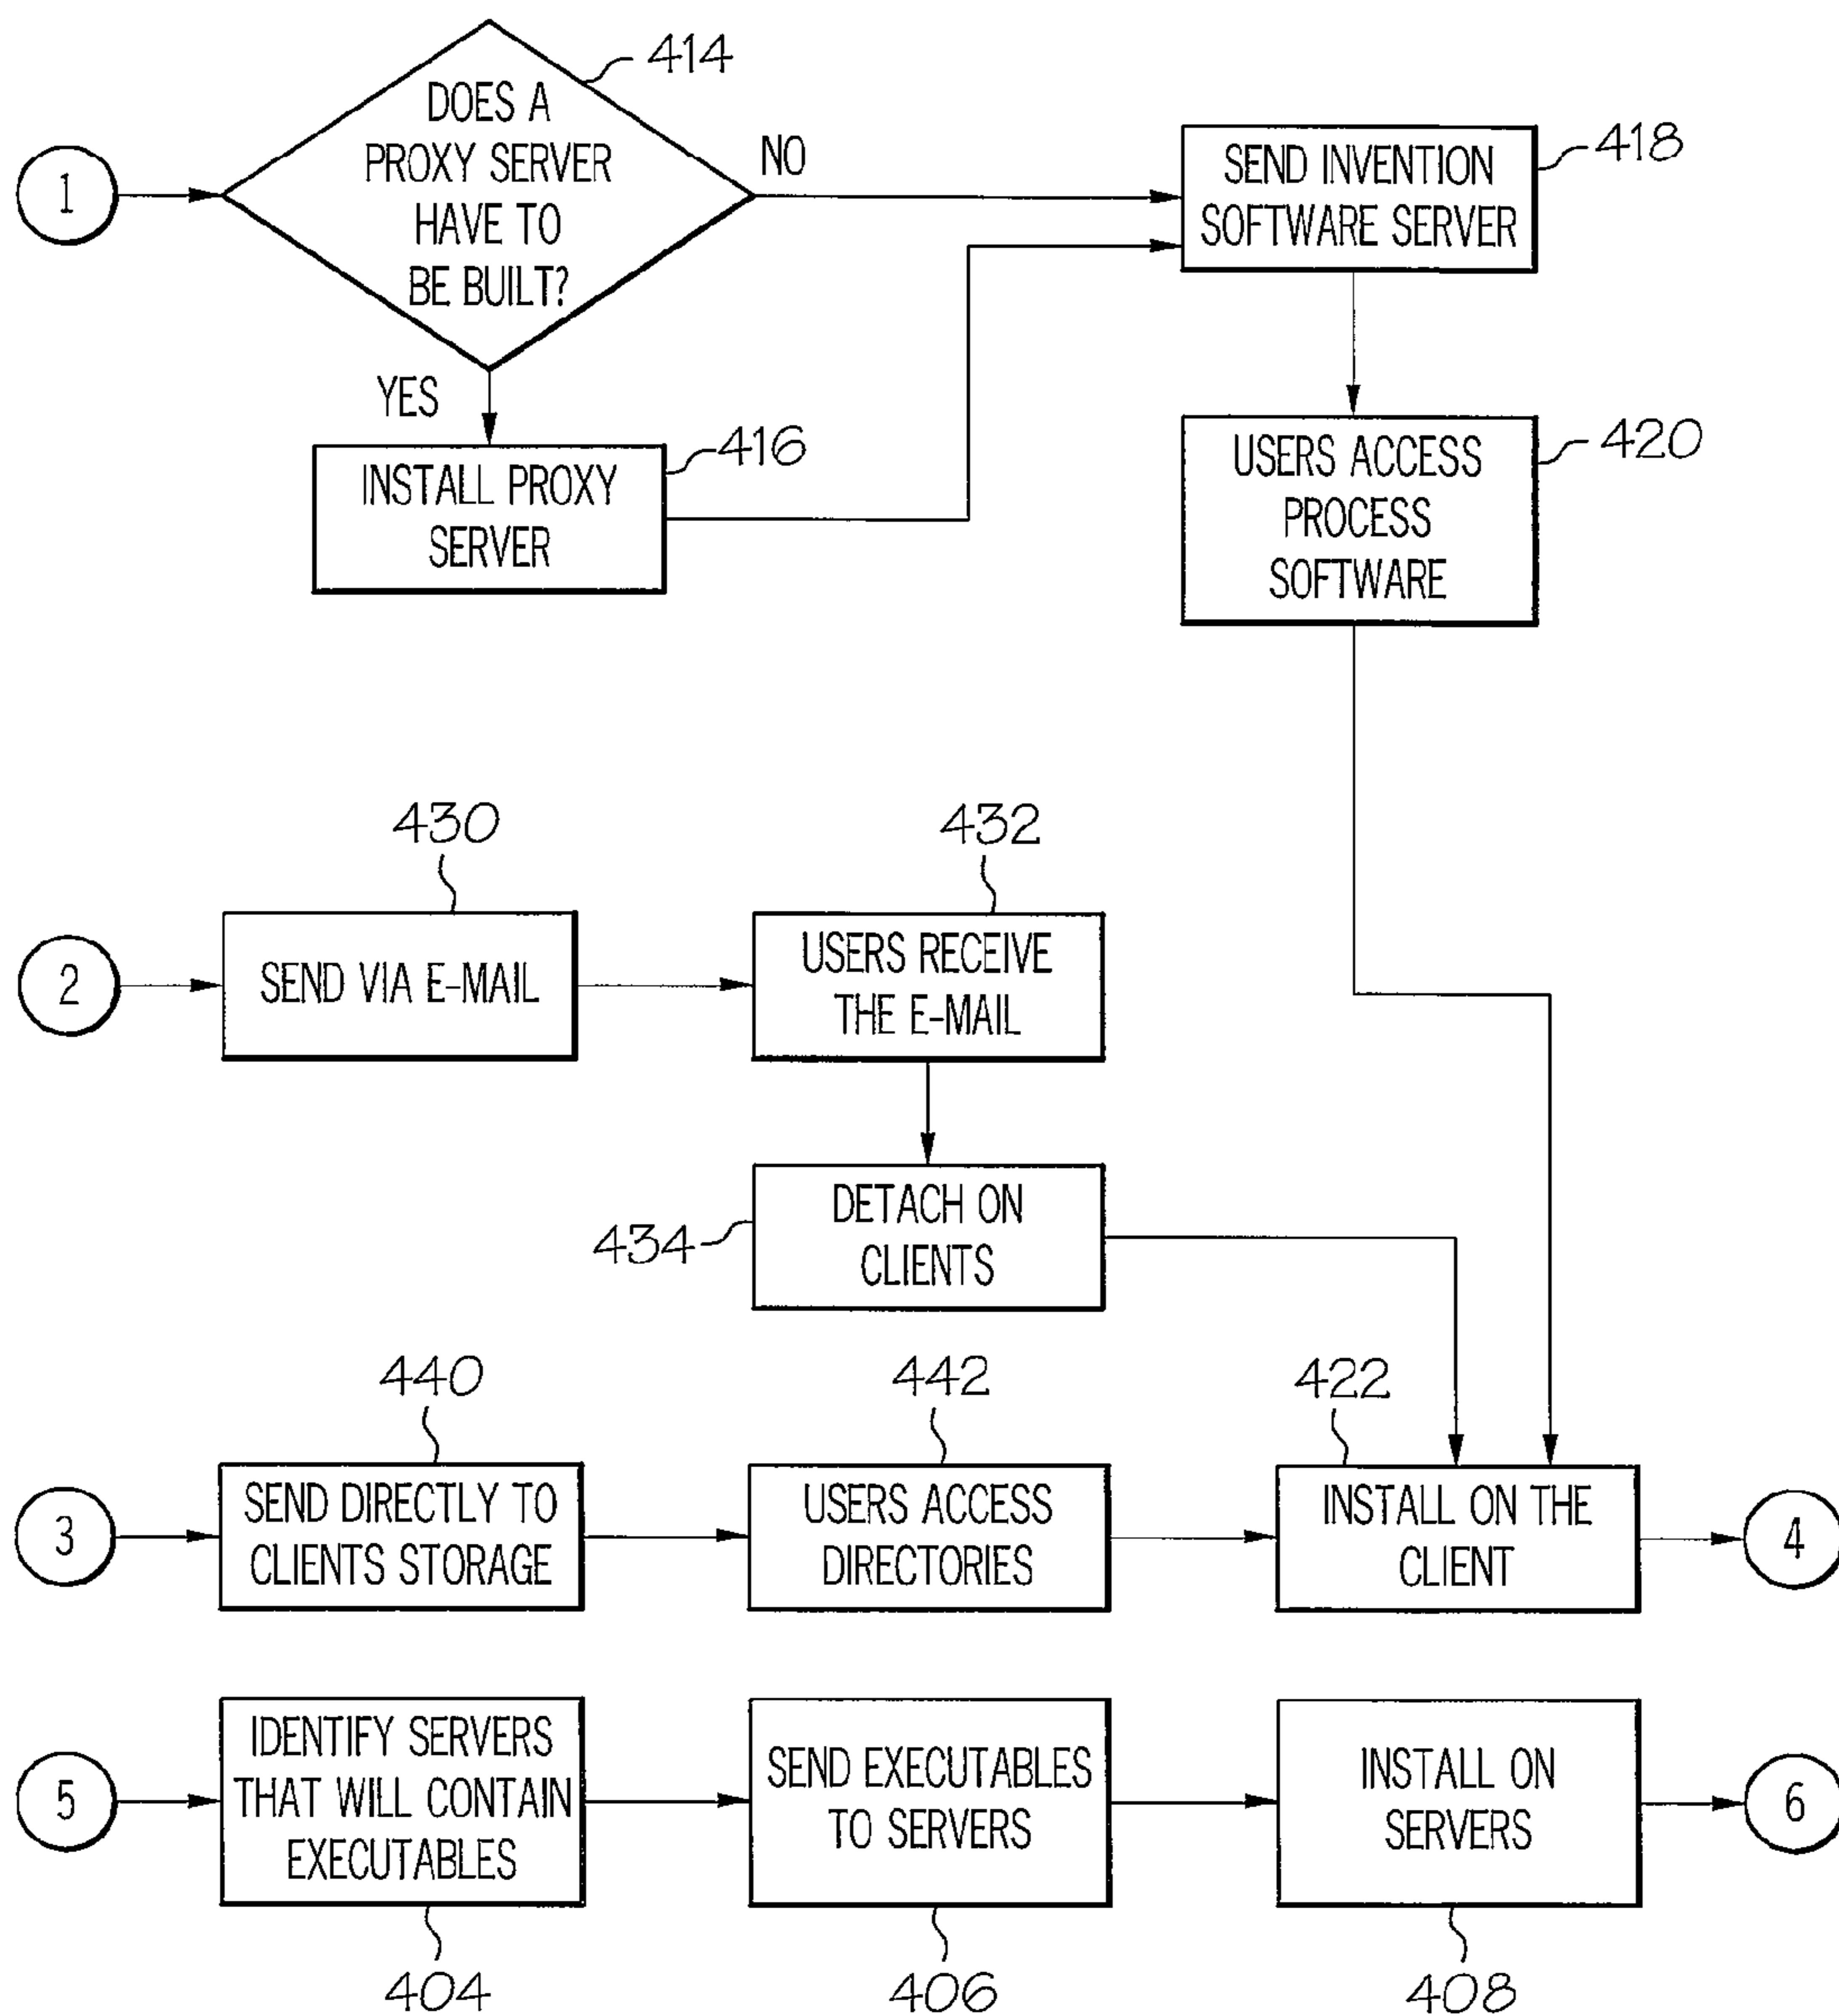 1
DOES A
PROXY SERVER
HAVE TO
BE BUILT?
414
NO
YES
INSTALL PROXY
SERVER
416
SEND INVENTION
SOFTWARE SERVER
418
USERS ACCESS
PROCESS
SOFTWARE
420
2
430
SEND VIA E-MAIL
432
USERS RECEIVE
THE E-MAIL
DETACH ON
CLIENTS
434
3
440
SEND DIRECTLY TO
CLIENTS STORAGE
442
USERS ACCESS
DIRECTORIES
422
INSTALL ON THE
CLIENT
4
5
IDENTIFY SERVERS
THAT WILL CONTAIN
EXECUTABLES
404
SEND EXECUTABLES
TO SERVERS
406
INSTALL ON
SERVERS
408
6